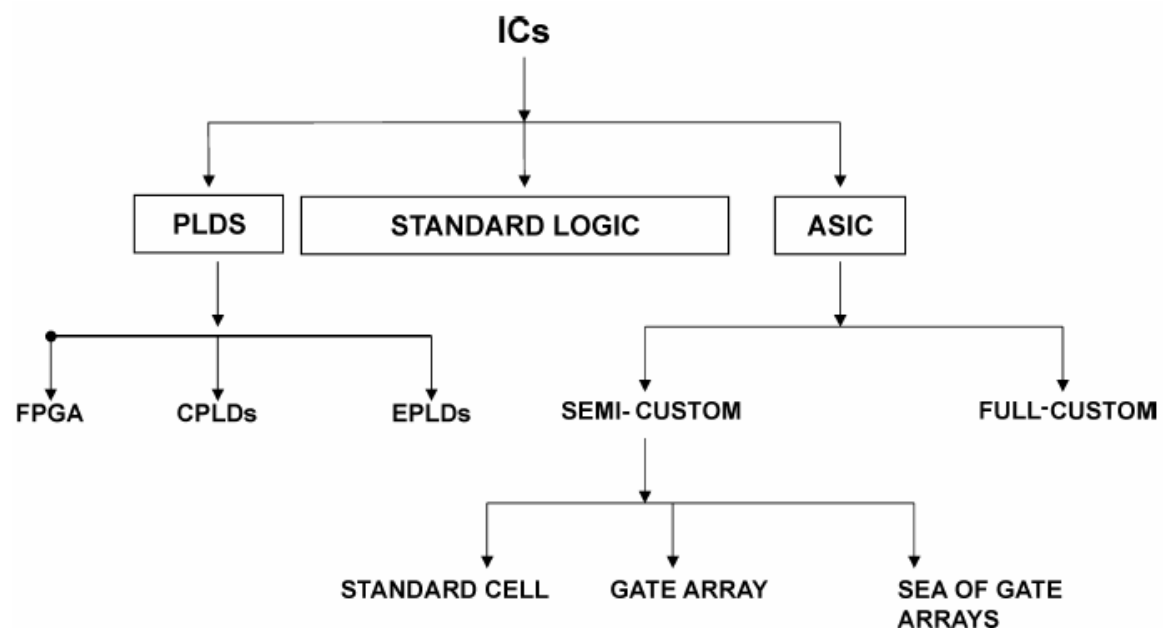 ICs
PLDS
STANDARD LOGIC
ASIC
FPGA
CPLDs
EPLDs
SEMI- CUSTOM
FULL-CUSTOM
STANDARD CELL
GATE ARRAY
SEA OF GATE
ARRAYS